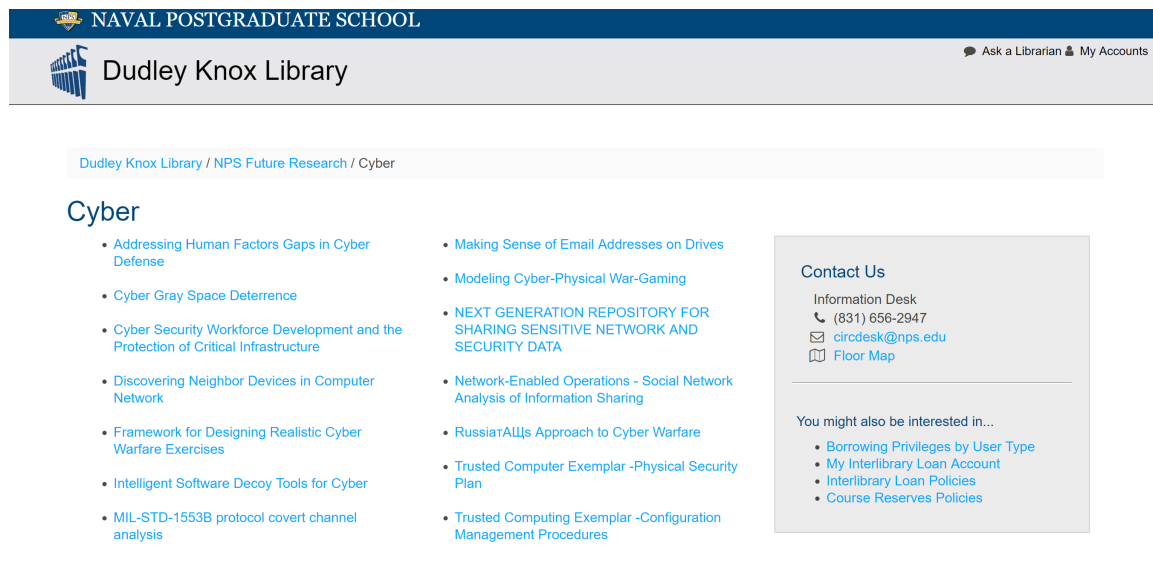 NPS
NAVAL POSTGRADUATE SCHOOL
Dudley Knox Library
Ask a Librarian My Accounts
Dudley Knox Library / NPS Future Research / Cyber
Cyber
Addressing Human Factors Gaps in Cyber
Defense
Cyber Gray Space Deterrence
Cyber Security Workforce Development and the
Protection of Critical Infrastructure
Discovering Neighbor Devices in Computer
Network
Framework for Designing Realistic Cyber
Warfare Exercises
Intelligent Software Decoy Tools for Cyber
MIL-STD-1553B protocol covert channel
analysis
Making Sense of Email Addresses on Drives
Modeling Cyber-Physical War-Gaming
NEXT GENERATION REPOSITORY FOR
SHARING SENSITIVE NETWORK AND
SECURITY DATA
Network-Enabled Operations - Social Network
Analysis of Information Sharing
RussiaтАЩs Approach to Cyber Warfare
Trusted Computer Exemplar -Physical Security
Plan
Trusted Computing Exemplar -Configuration
Management Procedures
Contact Us
Information Desk
(831) 656-2947
circdesk@nps.edu
Floor Map
You might also be interested in...
Borrowing Privileges by User Type
My Interlibrary Loan Account
Interlibrary Loan Policies
Course Reserves Policies